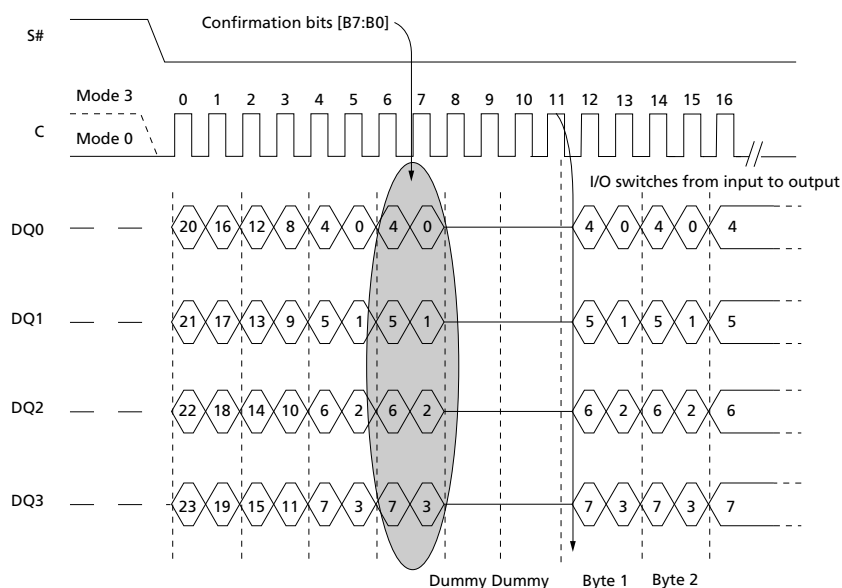 Confirmation bits [B7:B0]
S#
Mode 3
0 1 2 3 4 5 6 7 8 9 10 11 12 13 14 15 16
C
Mode 0
I/O switches from input to output
DQ0 20 16 12 8 4 0 4 0 4 0 4 0 4
DQ1 21 17 13 9 5 1 5 1 5 1 5 1 5
DQ2 22 18 14 10 6 2 6 2 6 2 6 2 6
DQ3 23 19 15 11 7 3 7 3 7 3 7 3 7
Dummy Dummy Byte 1 Byte 2